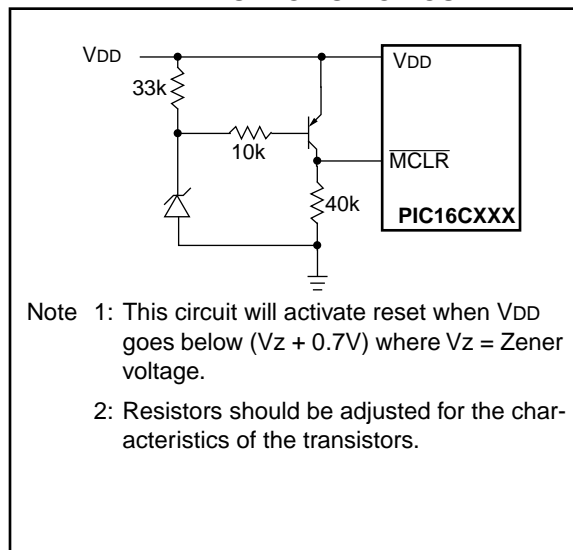 VDD
VDD
33k
10k
MCLR
40k
PIC16CXXX
Note 1: This circuit will activate reset when VDD
goes below (Vz + 0.7V) where Vz = Zener
voltage.
2: Resistors should be adjusted for the char-
acteristics of the transistors.